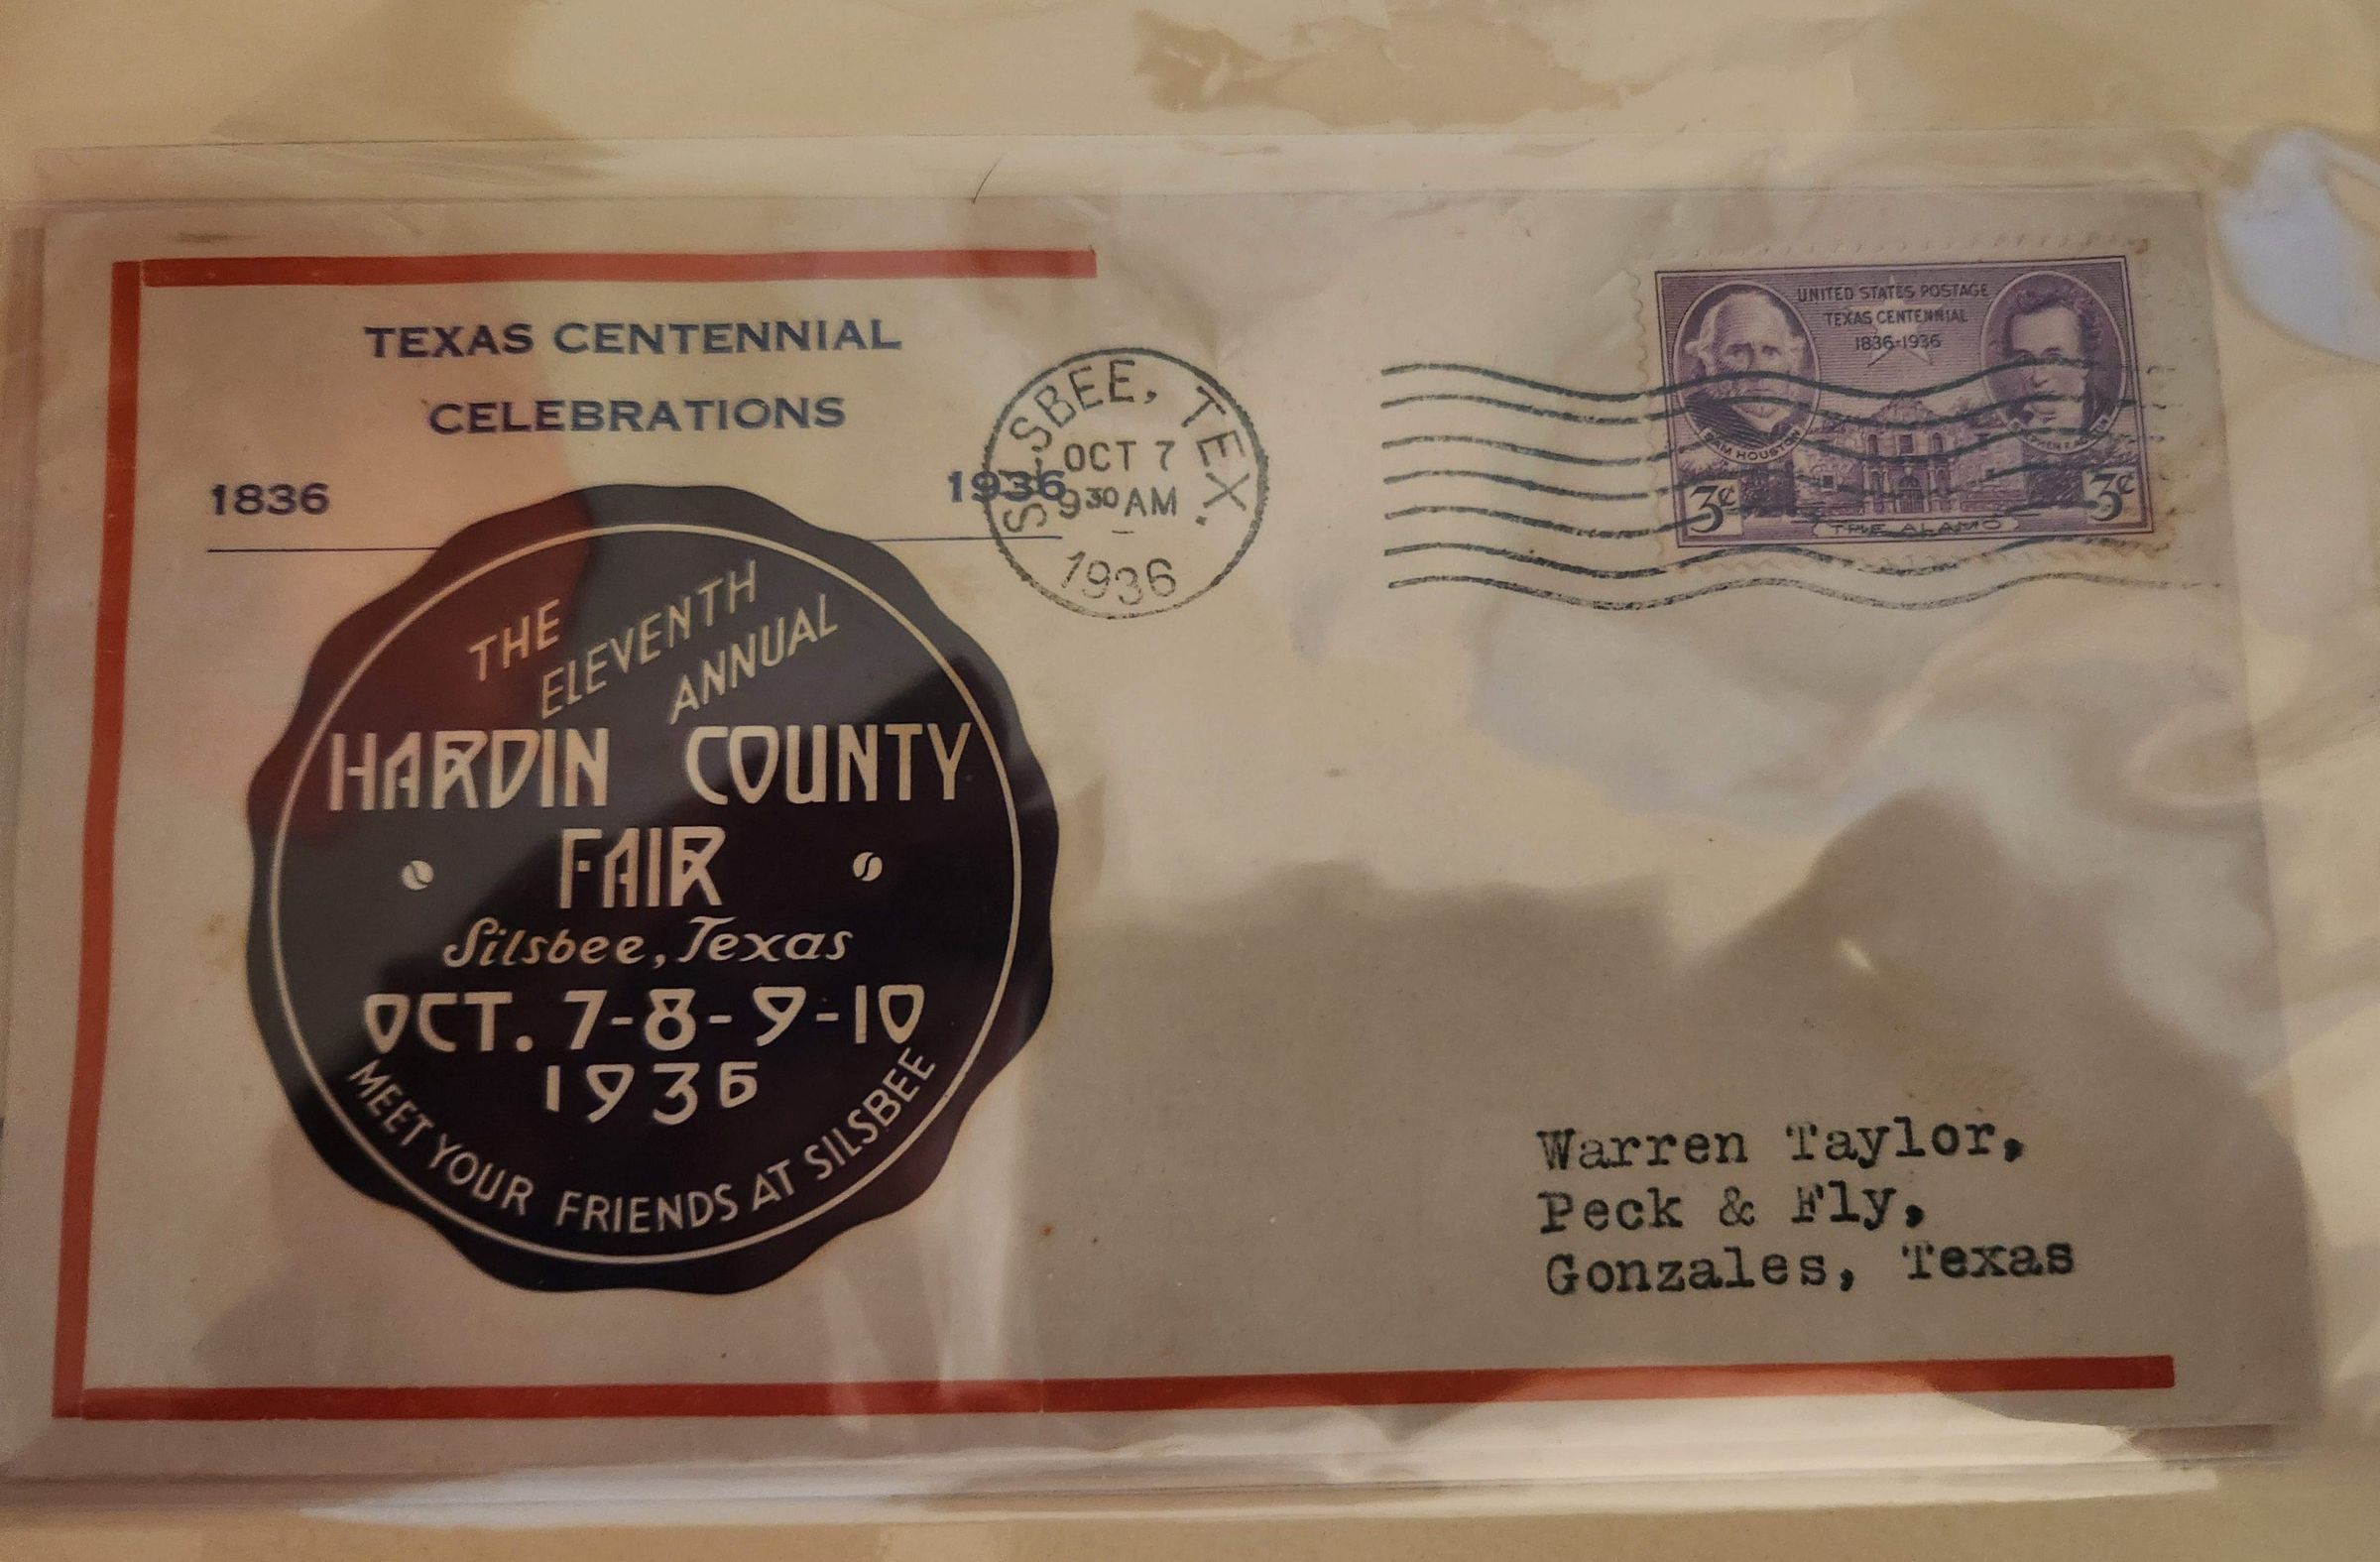 TEXAS CENTENNIAL
CELEBRATIONS
1836 1936
SILSBEE, TEX.
OCT 7
930 AM
1936
UNITED STATES POSTAGE
TEXAS CENTENNIAL
1836-1936
SAM HOUSTON
STEPHEN F. AUSTIN
3¢ 3¢
THE ALAMO
THE
ELEVENTH
ANNUAL
HARDIN COUNTY
FAIR
Silsbee, Texas
OCT. 7-8-9-10
1936
MEET YOUR FRIENDS AT SILSBEE
Warren Taylor,
Peck & Fly,
Gonzales, Texas